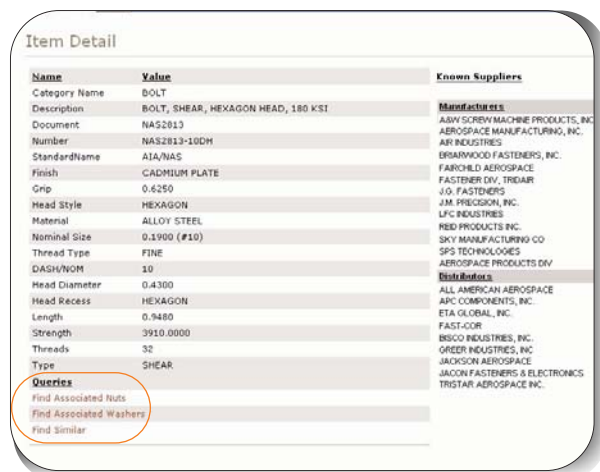 Item Detail
Name Value
Category Name BOLT
Description BOLT, SHEAR, HEXAGON HEAD, 180 KSI
Document NAS2813
Number NAS2813-10DH
StandardName AIA/NAS
Finish CADMIUM PLATE
Grip 0.6250
Head Style HEXAGON
Material ALLOY STEEL
Nominal Size 0.1900 (#10)
Thread Type FINE
DASH/NOM 10
Head Diameter 0.4300
Head Recess HEXAGON
Length 0.9480
Strength 3910.0000
Threads 32
Type SHEAR
Queries
Find Associated Nuts
Find Associated Washers
Find Similar
Known Suppliers
Manufacturers
A&W SCREW MACHINE PRODUCTS, INC
AEROSPACE MANUFACTURING, INC.
AIR INDUSTRIES
BRIARWOOD FASTENERS, INC.
FAIRCHILD AEROSPACE
FASTENER DIV, TRIDAIR
J.G. FASTENERS
J.M. PRECISION, INC.
LFC INDUSTRIES
REID PRODUCTS INC.
SKY MANUFACTURING CO
SPS TECHNOLOGIES
AEROSPACE PRODUCTS DIV
Distributors
ALL AMERICAN AEROSPACE
APC COMPONENTS, INC.
ETA GLOBAL, INC.
FAST-COR
BISCO INDUSTRIES, INC.
GREER INDUSTRIES, INC
JACKSON AEROSPACE
JACON FASTENERS & ELECTRONICS
TRISTAR AEROSPACE INC.